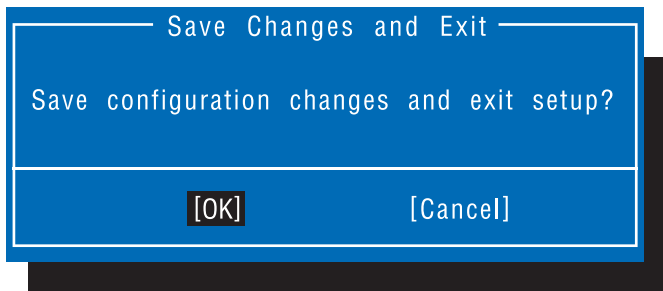 Save Changes and Exit
Save configuration changes and exit setup?
[OK] [Cancel]